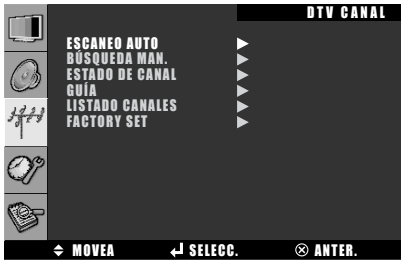 DTV CANAL
ESCANEO AUTO
BÚSQUEDA MAN.
ESTADO DE CANAL
GUÍA
LISTADO CANALES
FACTORY SET
MOVEA SELECC. ANTER.